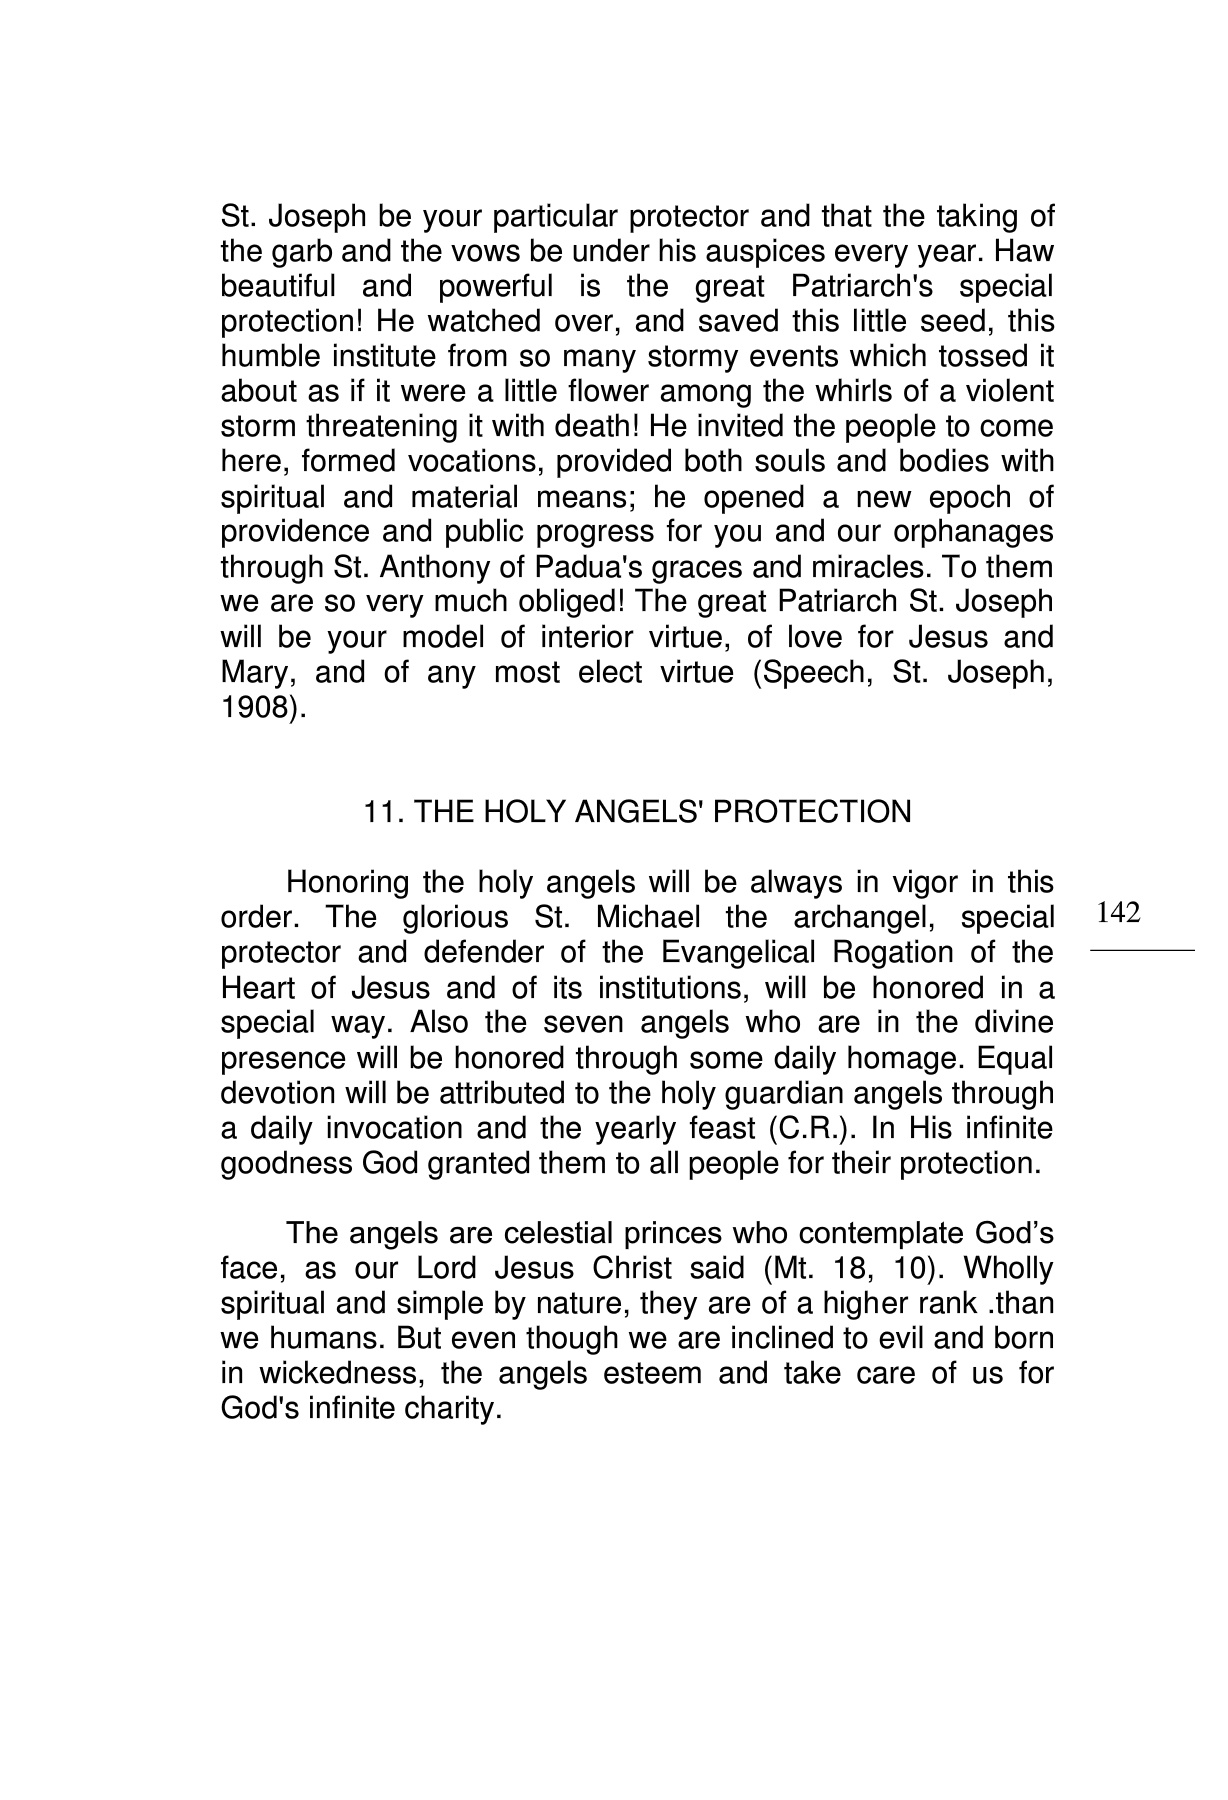 St. Joseph be your particular protector and that the taking of
the garb and the vows be under his auspices every year. Haw
beautiful and powerful is the great Patriarch's special
protection! He watched over, and saved this little seed, this
humble institute from so many stormy events which tossed it
about as if it were a little flower among the whirls of a violent
storm threatening it with death! He invited the people to come
here, formed vocations, provided both souls and bodies with
spiritual and material means; he opened a new epoch of
providence and public progress for you and our orphanages
through St. Anthony of Padua's graces and miracles. To them
we are so very much obliged! The great Patriarch St. Joseph
will be your model of interior virtue, of love for Jesus and
Mary, and of any most elect virtue (Speech, St. Joseph,
1908).
11. THE HOLY ANGELS' PROTECTION
Honoring the holy angels will be always in vigor in this
order. The glorious St. Michael the archangel, special
protector and defender of the Evangelical Rogation of the
Heart of Jesus and of its institutions, will be honored in a
special way. Also the seven angels who are in the divine
presence will be honored through some daily homage. Equal
devotion will be attributed to the holy guardian angels through
a daily invocation and the yearly feast (C.R.). In His infinite
goodness God granted them to all people for their protection.
The angels are celestial princes who contemplate God’s
face, as our Lord Jesus Christ said (Mt. 18, 10). Wholly
spiritual and simple by nature, they are of a higher rank .than
we humans. But even though we are inclined to evil and born
in wickedness, the angels esteem and take care of us for
God's infinite charity.
142